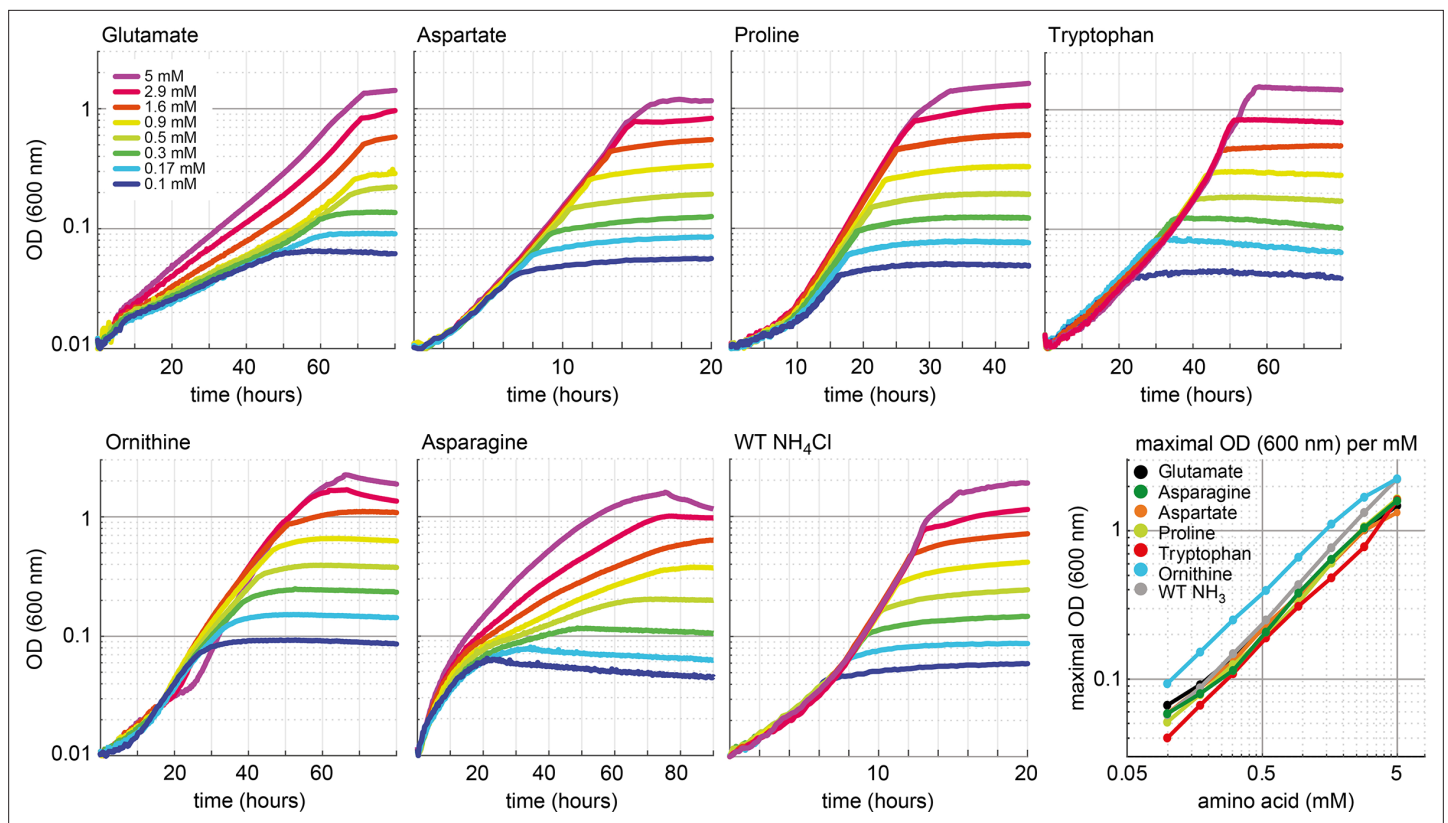 Glutamate
5 mM
2.9 mM
1.6 mM
0.9 mM
0.5 mM
0.3 mM
0.17 mM
0.1 mM
OD (600 nm)
1
0.1
0.01
20 40 60
time (hours)
Aspartate
10 20
time (hours)
Proline
10 20 30 40
time (hours)
Tryptophan
20 40 60
time (hours)
Ornithine
OD (600 nm)
1
0.1
0.01
20 40 60
time (hours)
Asparagine
20 40 60 80
time (hours)
WT NH₄Cl
10 20
time (hours)
maximal OD (600 nm) per mM
Glutamate
Asparagine
Aspartate
Proline
Tryptophan
Ornithine
WT NH₃
maximal OD (600 nm)
1
0.1
0.05 0.5 5
amino acid (mM)